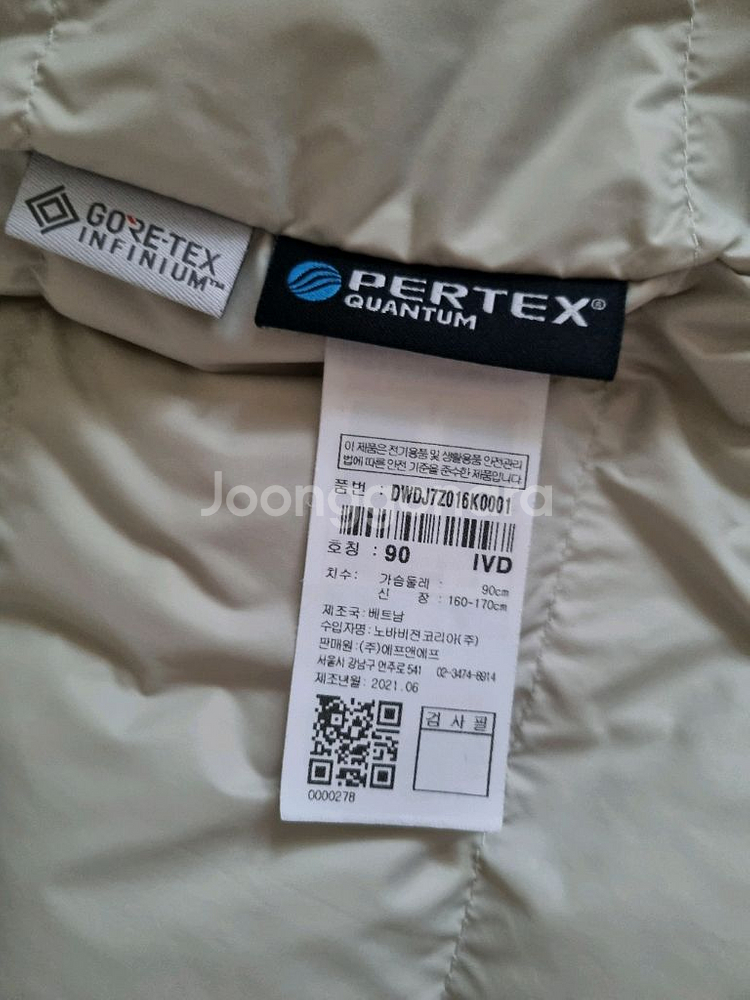 GORE-TEX
INFINIUM™
PERTEX®
QUANTUM
이 제품은 전기용품 및 생활용품 안전관리
법에 따른 안전 기준을 준수한 제품입니다
품번 DWDJ7Z016K0001
Joonggonara
호칭 : 90 IVD
치수: 가슴둘레 : 90cm
신 장 : 160-170cm
제조국: 베트남
수입자명: 노바비젼코리아(주)
판매원 : (주)에프앤에프
서울시 강남구 언주로 541 02-3474-8914
제조년월 : 2021.06
검 사 필
0000278